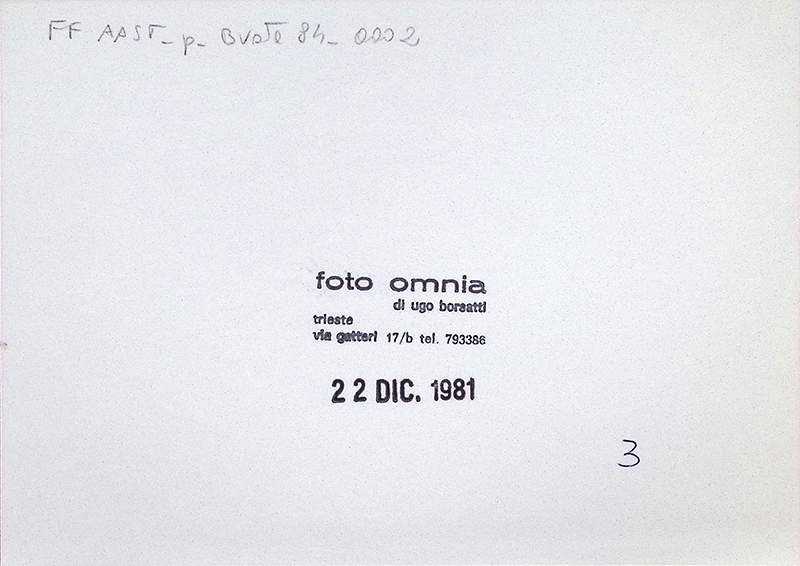 FF AAST_p_ BVate 84_ 0002
foto omnia
di ugo borsatti
trieste
via gatteri 17/b tel. 793386
22 DIC. 1981
3